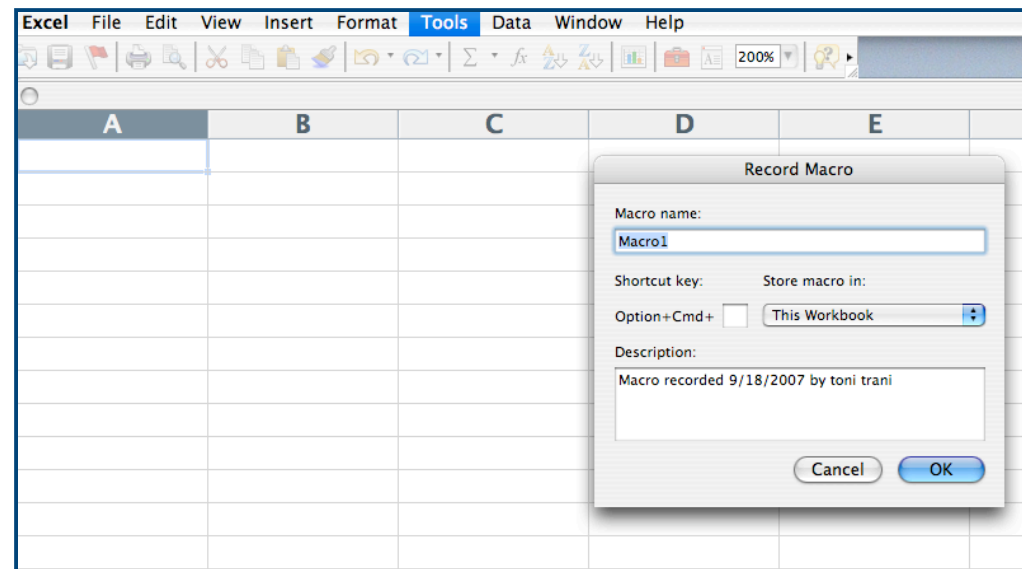 Excel File Edit View Insert Format Tools Data Window Help
200%
A B C D E
Record Macro
Macro name:
Macro1
Shortcut key: Store macro in:
Option+Cmd+ This Workbook
Description:
Macro recorded 9/18/2007 by toni trani
Cancel OK